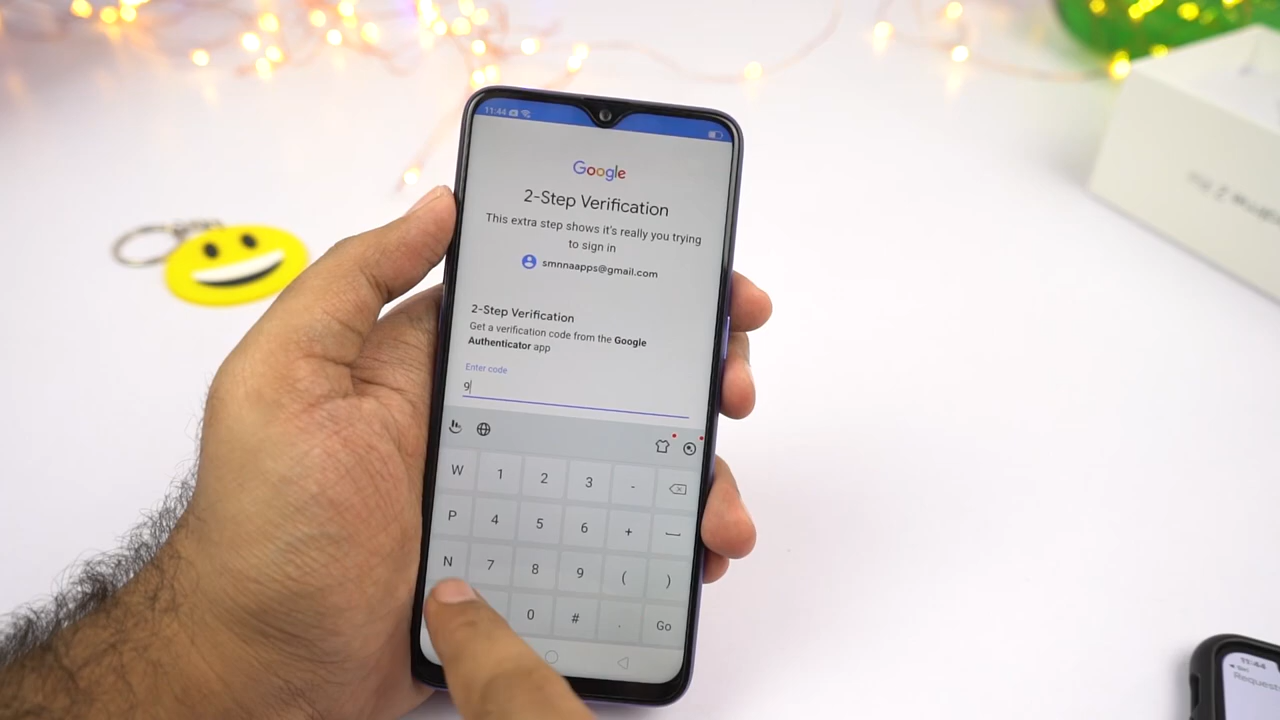 11:44
Google
2-Step Verification
This extra step shows it's really you trying
to sign in
smnnaapps@gmail.com
2-Step Verification
Get a verification code from the Google
Authenticator app
Enter code
9
W 1 2 3 -
P 4 5 6 +
N 7 8 9 ( )
0 # . Go
11:44